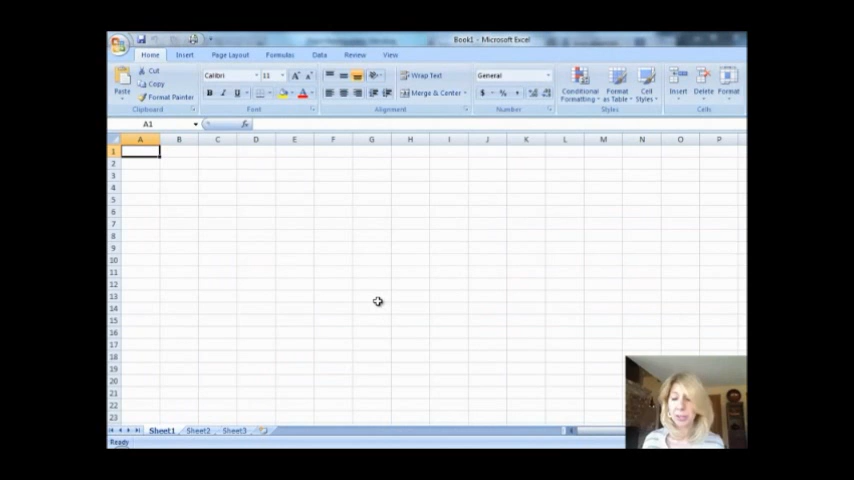 Book1 - Microsoft Excel
Home Insert Page Layout Formulas Data Review View
Cut
Calibri 11 A A Wrap Text General
Copy
Paste Format Painter B I U A Merge & Center $ % , Conditional Formatting Format as Table Cell Styles Insert Delete Format
Clipboard Font Alignment Number Styles Cells
A1 fx
A B C D E F G H I J K L M N O P
1
2
3
4
5
6
7
8
9
10
11
12
13
14
15
16
17
18
19
20
21
22
23
Sheet1 Sheet2 Sheet3
Ready